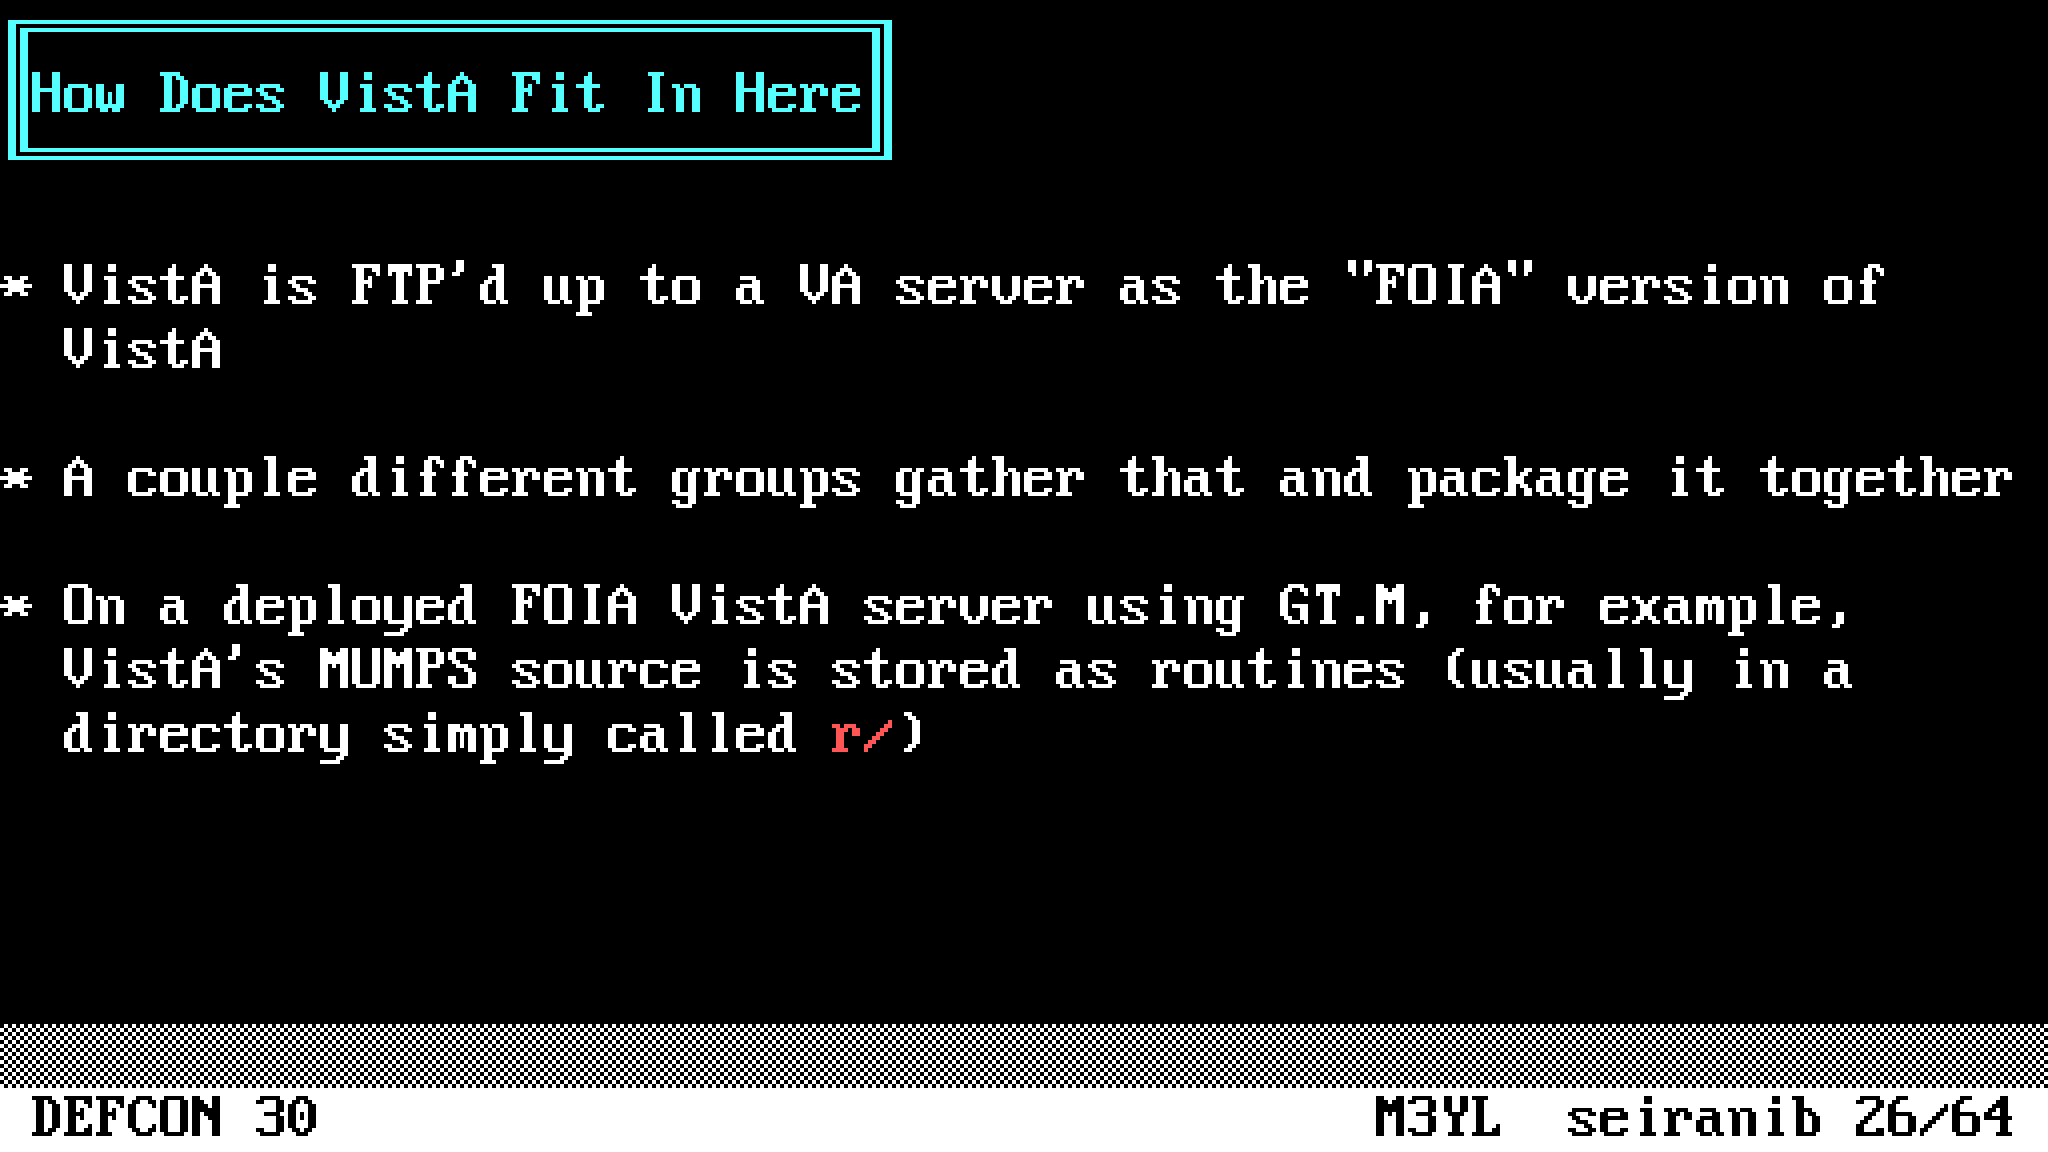 How Does VistA Fit In Here
* VistA is FTP'd up to a VA server as the "FOIA" version of
VistA
* A couple different groups gather that and package it together
* On a deployed FOIA VistA server using GT.M, for example,
VistA's MUMPS source is stored as routines (usually in a
directory simply called r/)
DEFCON 30
M3YL seiranib 26/64